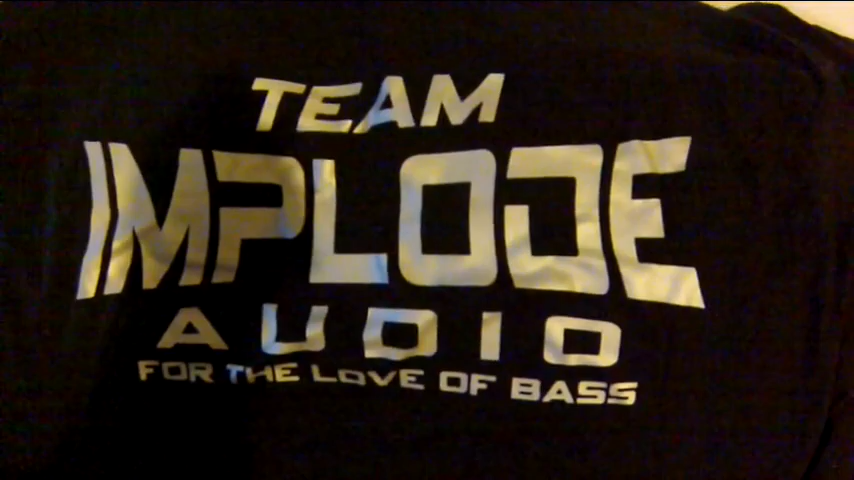 TEAM
IMPLODE
AUDIO
FOR THE LOVE OF BASS